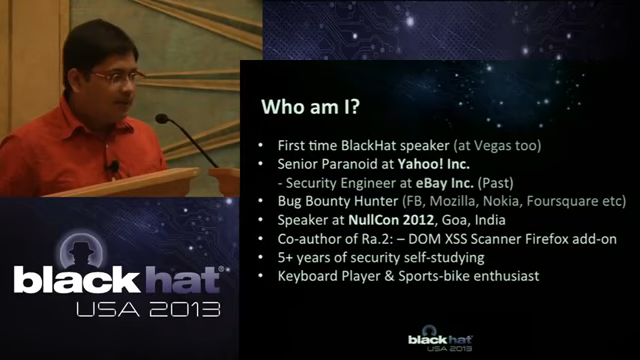 Who am I?
• First time BlackHat speaker (at Vegas too)
• Senior Paranoid at Yahoo! Inc.
- Security Engineer at eBay Inc. (Past)
• Bug Bounty Hunter (FB, Mozilla, Nokia, Foursquare etc)
• Speaker at NullCon 2012, Goa, India
• Co-author of Ra.2: – DOM XSS Scanner Firefox add-on
• 5+ years of security self-studying
• Keyboard Player & Sports-bike enthusiast
black hat®
USA 2013
black hat®
USA 2013